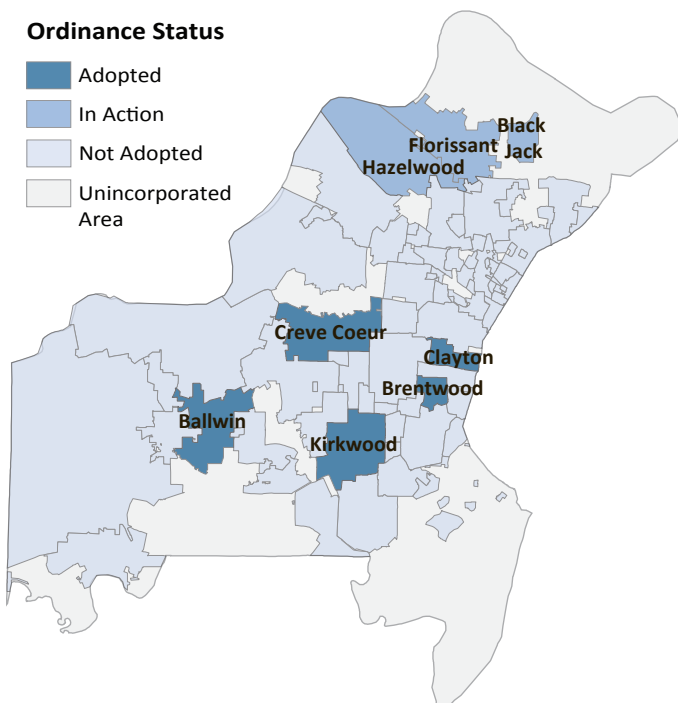 Ordinance Status
Adopted
In Action
Not Adopted
Unincorporated
Area
Black
Jack
Florissant
Hazelwood
Creve Coeur
Clayton
Brentwood
Ballwin
Kirkwood